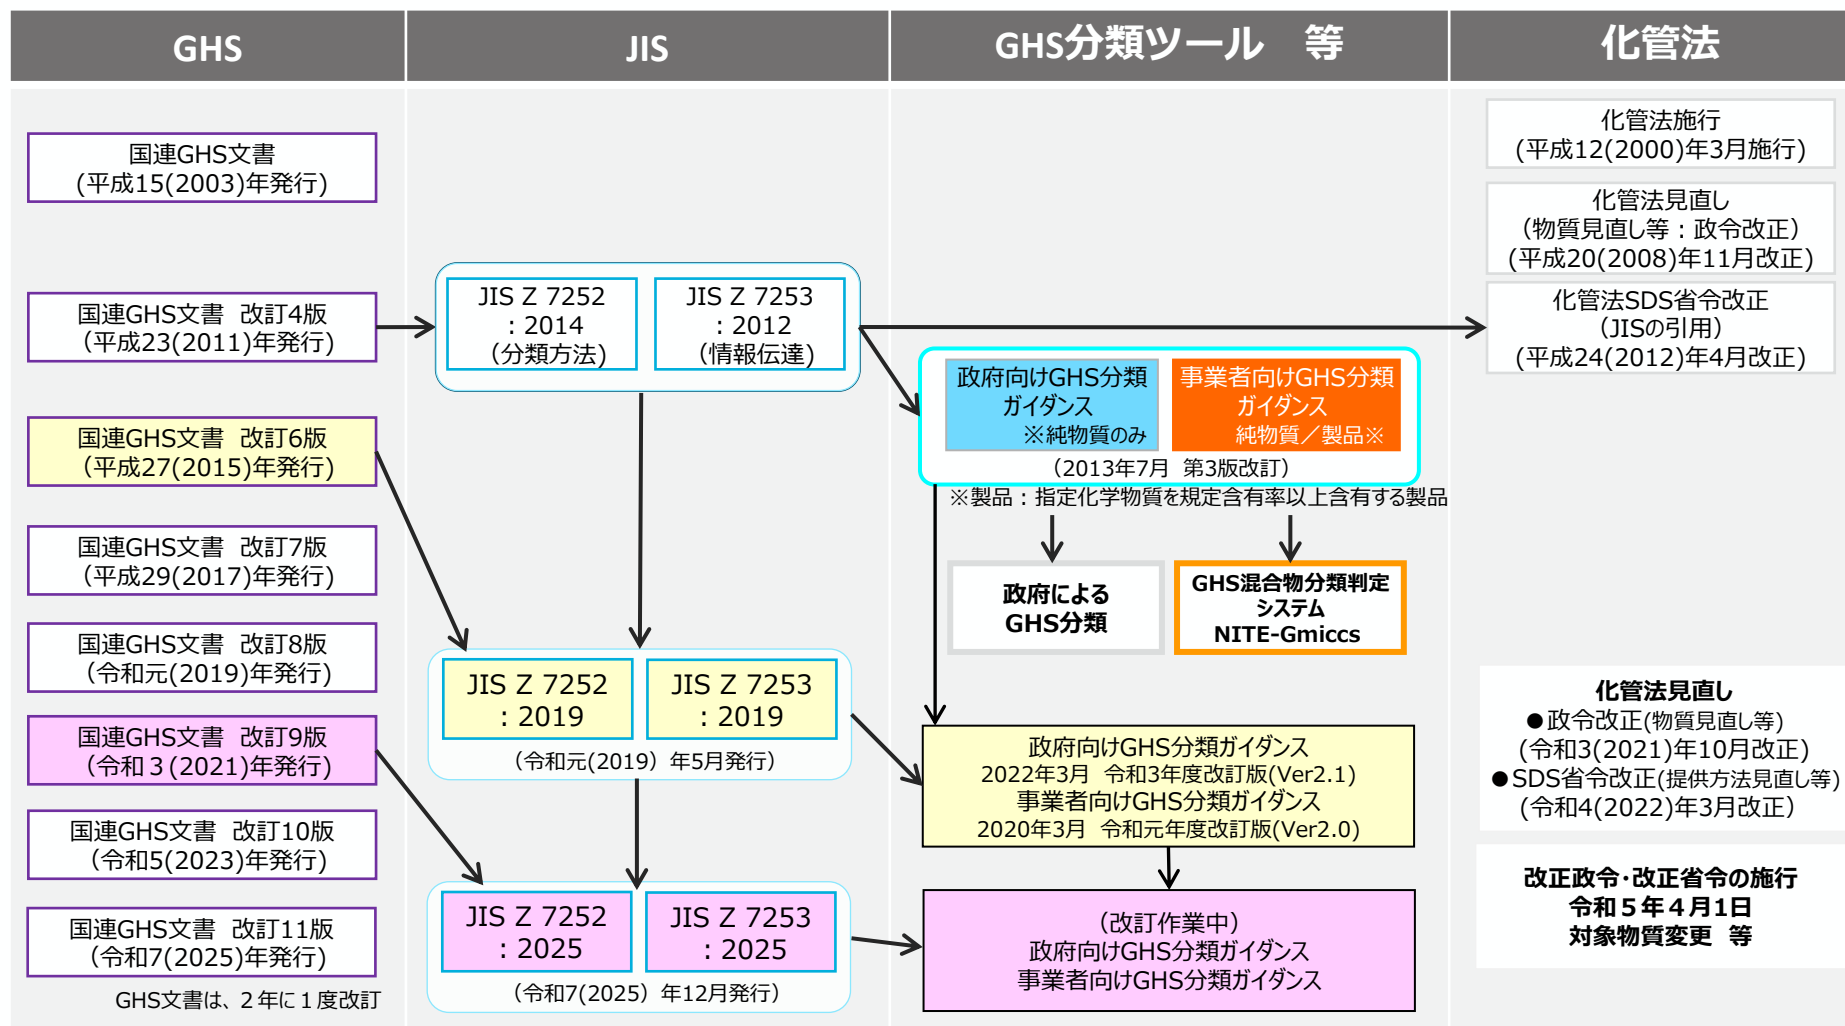 GHS
JIS
GHS分類ツール　等
化管法
国連GHS文書
(平成15(2003)年発行)
国連GHS文書 改訂4版
（平成23(2011)年発行)
国連GHS文書 改訂6版
（平成27(2015)年発行)
国連GHS文書 改訂7版
（平成29(2017)年発行)
国連GHS文書 改訂8版
（令和元(2019)年発行)
国連GHS文書 改訂9版
（令和３(2021)年発行)
国連GHS文書 改訂10版
（令和5(2023)年発行)
国連GHS文書 改訂11版
（令和7(2025)年発行)
GHS文書は、２年に１度改訂
JIS Z 7252
: 2014
（分類方法)
JIS Z 7253
: 2012
（情報伝達)
JIS Z 7252
: 2019
JIS Z 7253
: 2019
（令和元(2019）年5月発行)
JIS Z 7252
: 2025
JIS Z 7253
: 2025
（令和7(2025）年12月発行)
政府向けGHS分類
ガイダンス
※純物質のみ
事業者向けGHS分類
ガイダンス
純物質／製品※
（2013年7月 第3版改訂）
※製品：指定化学物質を規定含有率以上含有する製品
政府による
GHS分類
GHS混合物分類判定
システム
NITE-Gmiccs
政府向けGHS分類ガイダンス
2022年3月 令和3年度改訂版(Ver2.1)
事業者向けGHS分類ガイダンス
2020年3月 令和元年度改訂版(Ver2.0)
（改訂作業中）
政府向けGHS分類ガイダンス
事業者向けGHS分類ガイダンス
化管法施行
(平成12(2000)年3月施行)
化管法見直し
（物質見直し等：政令改正）
(平成20(2008)年11月改正)
化管法SDS省令改正
（JISの引用）
(平成24(2012)年4月改正)
化管法見直し
●政令改正(物質見直し等)
(令和3(2021)年10月改正)
●SDS省令改正(提供方法見直し等)
(令和4(2022)年3月改正）
改正政令・改正省令の施行
令和５年４月1日
対象物質変更　等